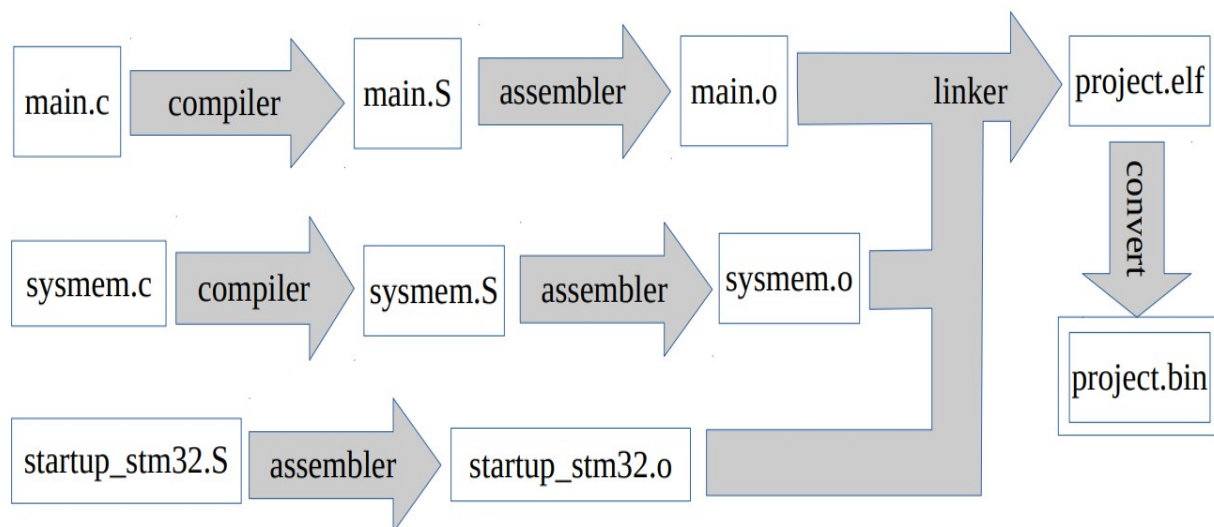 main.c
compiler
main.S
assembler
main.o
linker
project.elf
convert
sysmem.c
compiler
sysmem.S
assembler
sysmem.o
project.bin
startup_stm32.S
assembler
startup_stm32.o